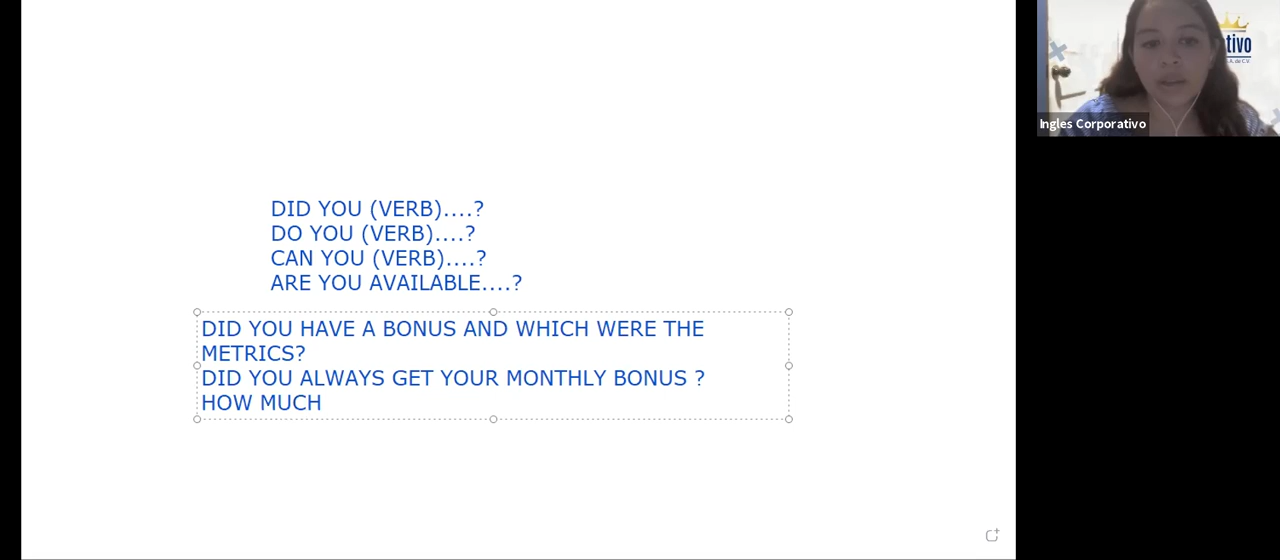 DID YOU (VERB)....?
DO YOU (VERB)....?
CAN YOU (VERB)....?
ARE YOU AVAILABLE....?
DID YOU HAVE A BONUS AND WHICH WERE THE
METRICS?
DID YOU ALWAYS GET YOUR MONTHLY BONUS ?
HOW MUCH
tivo
Ingles Corporativo